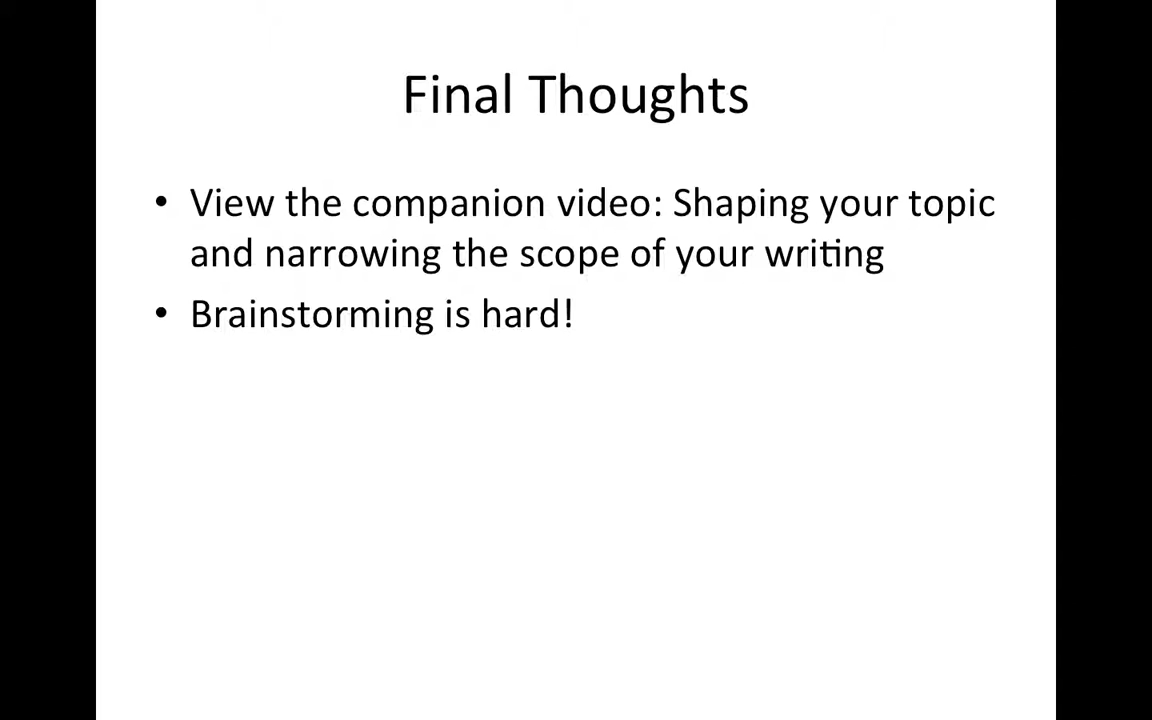 Final Thoughts
• View the companion video: Shaping your topic
and narrowing the scope of your writing
• Brainstorming is hard!